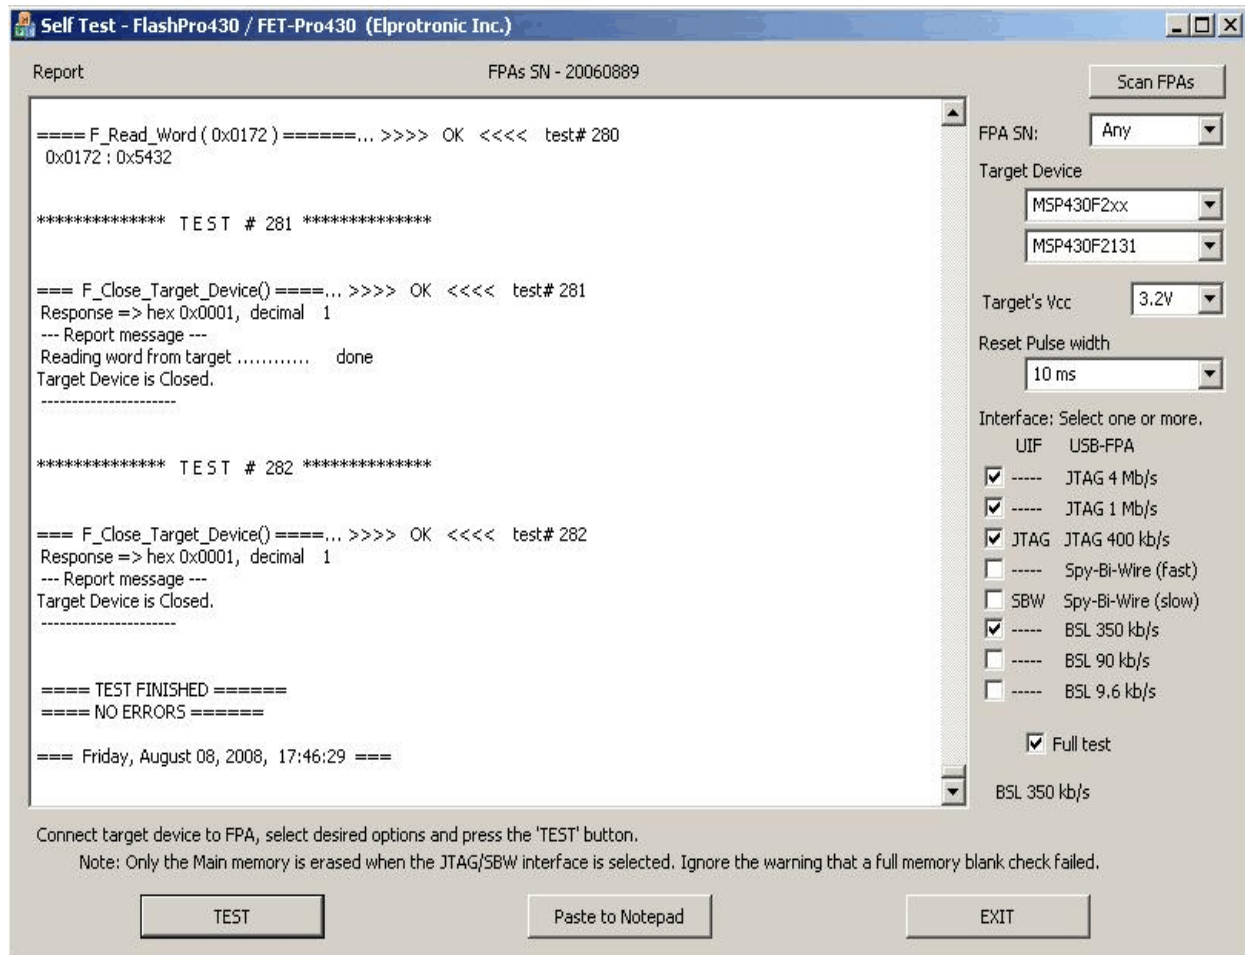 Self Test - FlashPro430 / FET-Pro430 (Elprotronic Inc.)
Report FPAs SN - 20060889
Scan FPAs
==== F_Read_Word ( 0x0172 ) ======... >>>> OK <<<< test# 280
0x0172 : 0x5432
************** T E S T # 281 **************
=== F_Close_Target_Device() ====... >>>> OK <<<< test# 281
Response => hex 0x0001, decimal 1
--- Report message ---
Reading word from target ............ done
Target Device is Closed.
----------------------
************** T E S T # 282 **************
=== F_Close_Target_Device() ====... >>>> OK <<<< test# 282
Response => hex 0x0001, decimal 1
--- Report message ---
Target Device is Closed.
----------------------
==== TEST FINISHED ======
==== NO ERRORS ======
=== Friday, August 08, 2008, 17:46:29 ===
FPA SN: Any
Target Device
MSP430F2xx
MSP430F2131
Target's Vcc 3.2V
Reset Pulse width
10 ms
Interface: Select one or more.
UIF USB-FPA
----- JTAG 4 Mb/s
----- JTAG 1 Mb/s
JTAG JTAG 400 kb/s
----- Spy-Bi-Wire (fast)
SBW Spy-Bi-Wire (slow)
----- BSL 350 kb/s
----- BSL 90 kb/s
----- BSL 9.6 kb/s
Full test
BSL 350 kb/s
Connect target device to FPA, select desired options and press the 'TEST' button.
Note: Only the Main memory is erased when the JTAG/SBW interface is selected. Ignore the warning that a full memory blank check failed.
TEST Paste to Notepad EXIT